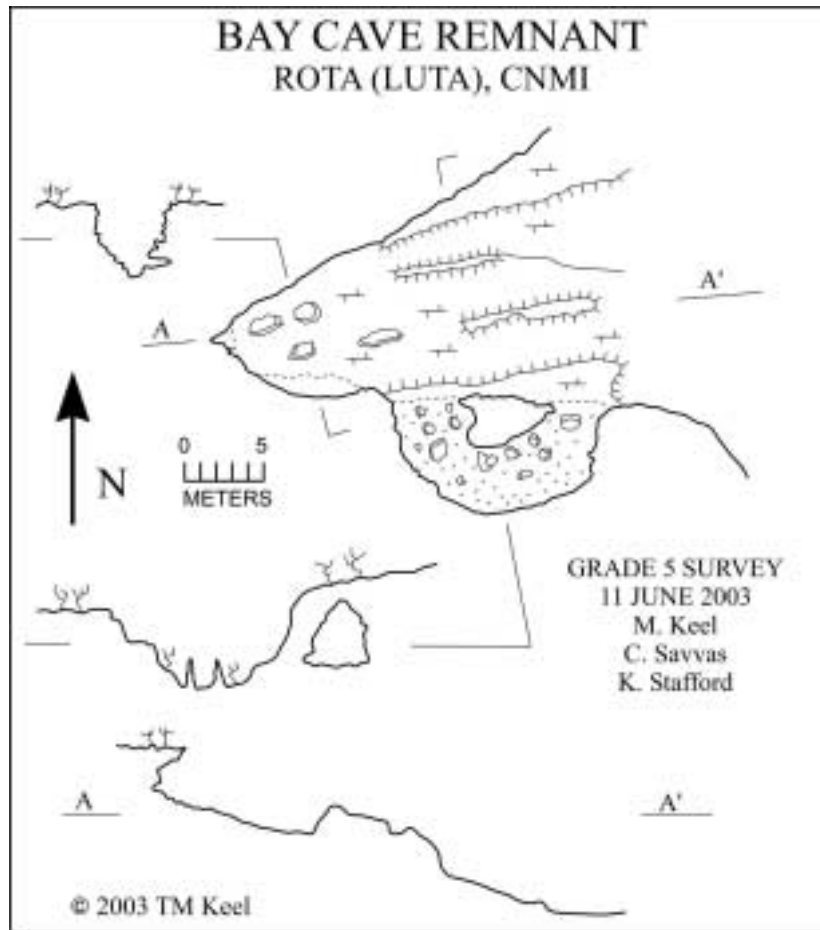 BAY CAVE REMNANT
ROTA (LUTA), CNMI
A
A'
N
0 5
METERS
GRADE 5 SURVEY
11 JUNE 2003
M. Keel
C. Savvas
K. Stafford
A
A'
© 2003 TM Keel